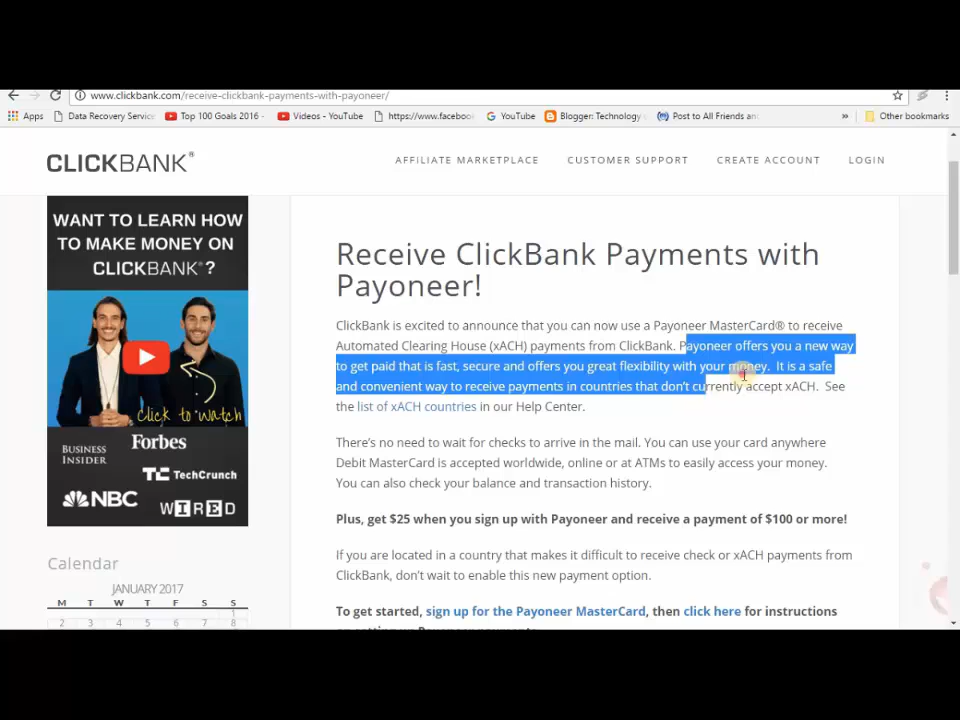 www.clickbank.com/receive-clickbank-payments-with-payoneer/
Apps Data Recovery Service Top 100 Goals 2016 - Videos - YouTube https://www.faceboo YouTube Blogger: Technology Post to All Friends an » Other bookmarks
CLICKBANK®
AFFILIATE MARKETPLACE CUSTOMER SUPPORT CREATE ACCOUNT LOGIN
WANT TO LEARN HOW
TO MAKE MONEY ON
CLICKBANK®?
click to watch
BUSINESS
INSIDER
Forbes
TC TechCrunch
NBC
WIRED
Calendar
JANUARY 2017
M T W T F S S
1
2 3 4 5 6 7 8
Receive ClickBank Payments with
Payoneer!
ClickBank is excited to announce that you can now use a Payoneer MasterCard® to receive
Automated Clearing House (xACH) payments from ClickBank. Payoneer offers you a new way
to get paid that is fast, secure and offers you great flexibility with your money. It is a safe
and convenient way to receive payments in countries that don't currently accept xACH. See
the list of xACH countries in our Help Center.
There's no need to wait for checks to arrive in the mail. You can use your card anywhere
Debit MasterCard is accepted worldwide, online or at ATMs to easily access your money.
You can also check your balance and transaction history.
Plus, get $25 when you sign up with Payoneer and receive a payment of $100 or more!
If you are located in a country that makes it difficult to receive check or xACH payments from
ClickBank, don't wait to enable this new payment option.
To get started, sign up for the Payoneer MasterCard, then click here for instructions